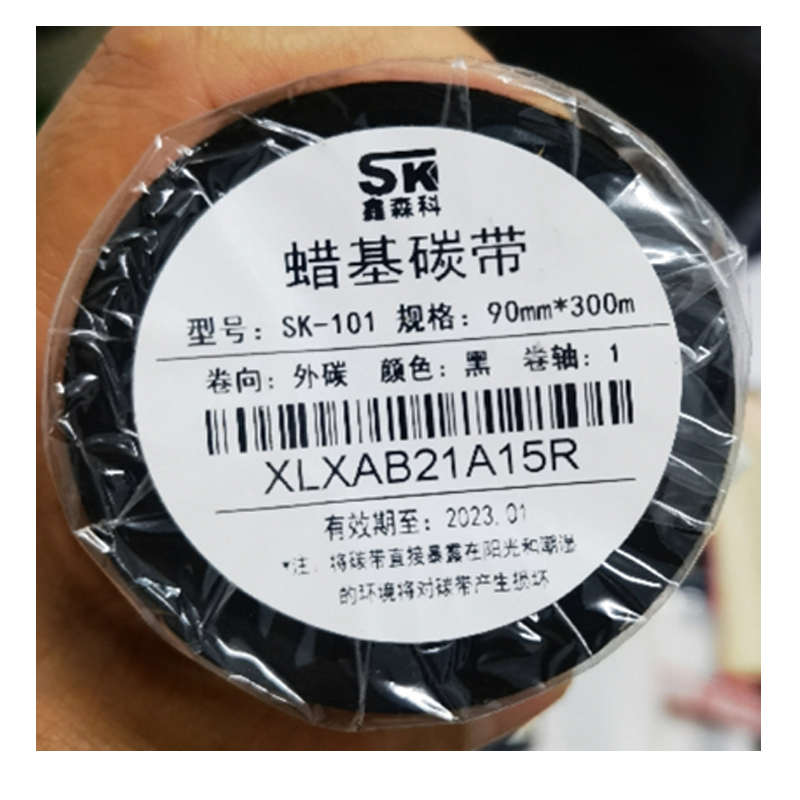 SK
鑫森科
蜡基碳带
型号: SK-101 规格: 90mm*300m
卷向: 外碳 颜色: 黑 卷轴: 1
XLXAB21A15R
有效期至: 2023.01
*注: 将碳带直接暴露在阳光和潮湿
的环境将对碳带产生损坏